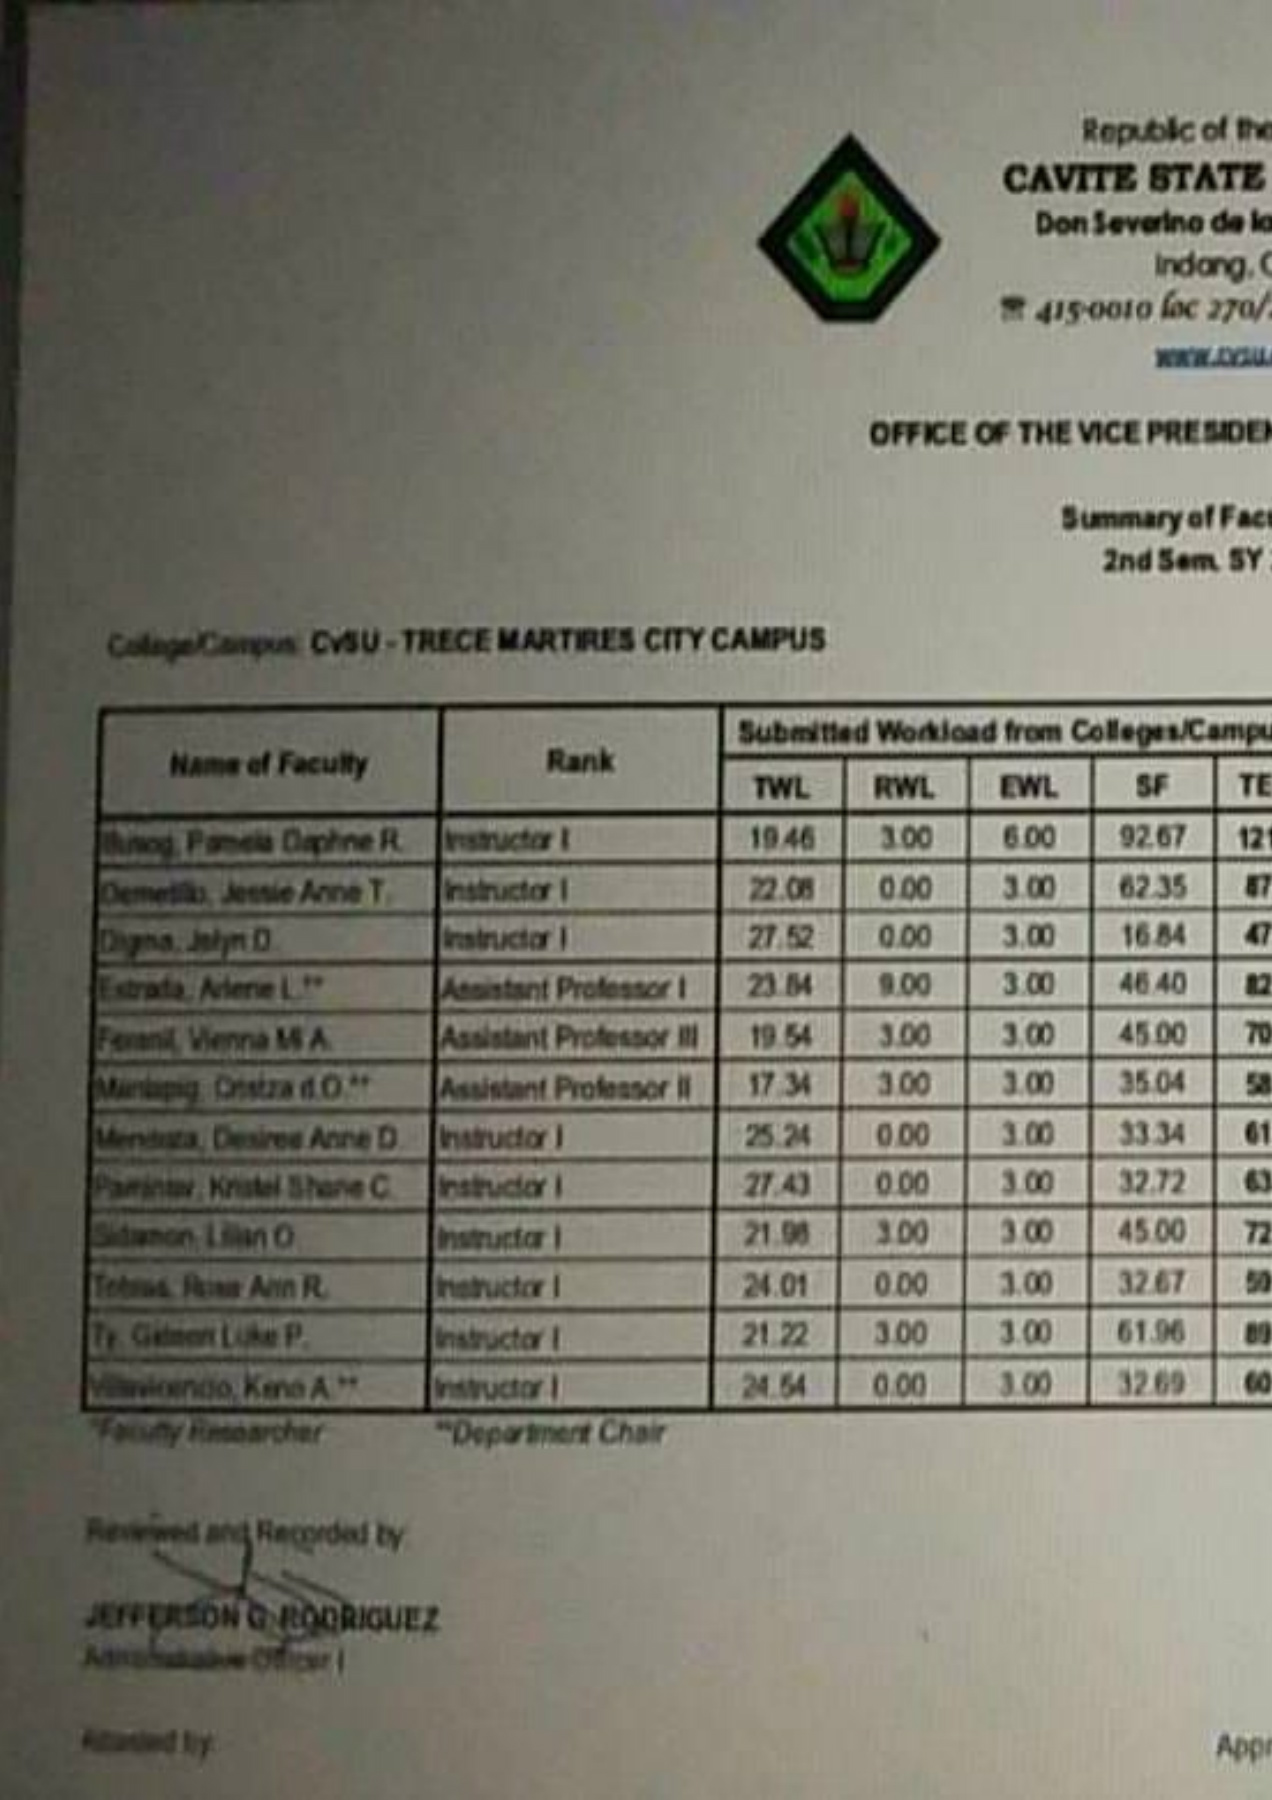 Republic of the
CAVITE STATE
Don Severino de la
Indang, C
☎ 415-0010 loc 270/
www.cvsu.
OFFICE OF THE VICE PRESIDEN
Summary of Facu
2nd Sem. SY
College/Campus: CvSU - TRECE MARTIRES CITY CAMPUS
Name of Faculty Rank Submitted Workload from Colleges/Campu
TWL RWL EWL SF TE
Pamela Daphne R. Instructor I 19.46 3.00 6.00 92.67 121
Demetillo, Jessie Anne T. Instructor I 22.08 0.00 3.00 62.35 87
Digma, Jelyn D. Instructor I 27.52 0.00 3.00 16.84 47
Estrada, Arlene L.** Assistant Professor I 23.84 9.00 3.00 46.40 82
Feranil, Vienna Mi A. Assistant Professor III 19.54 3.00 3.00 45.00 70
Cristza d.O.** Assistant Professor II 17.34 3.00 3.00 35.04 58
Mendoza, Desiree Anne D. Instructor I 25.24 0.00 3.00 33.34 61
Kristel Shane C. Instructor I 27.43 0.00 3.00 32.72 63
Sidamon, Lilian O. Instructor I 21.98 3.00 3.00 45.00 72
Tobias, Rose Ann R. Instructor I 24.01 0.00 3.00 32.67 59
Ty, Gideon Luke P. Instructor I 21.22 3.00 3.00 61.96 89
Villavicencio, Keno A.** Instructor I 24.54 0.00 3.00 32.69 60
*Faculty Researcher **Department Chair
Reviewed and Recorded by:
JEFFERSON G. RODRIGUEZ
Administrative Officer I
Attested by:
Appr